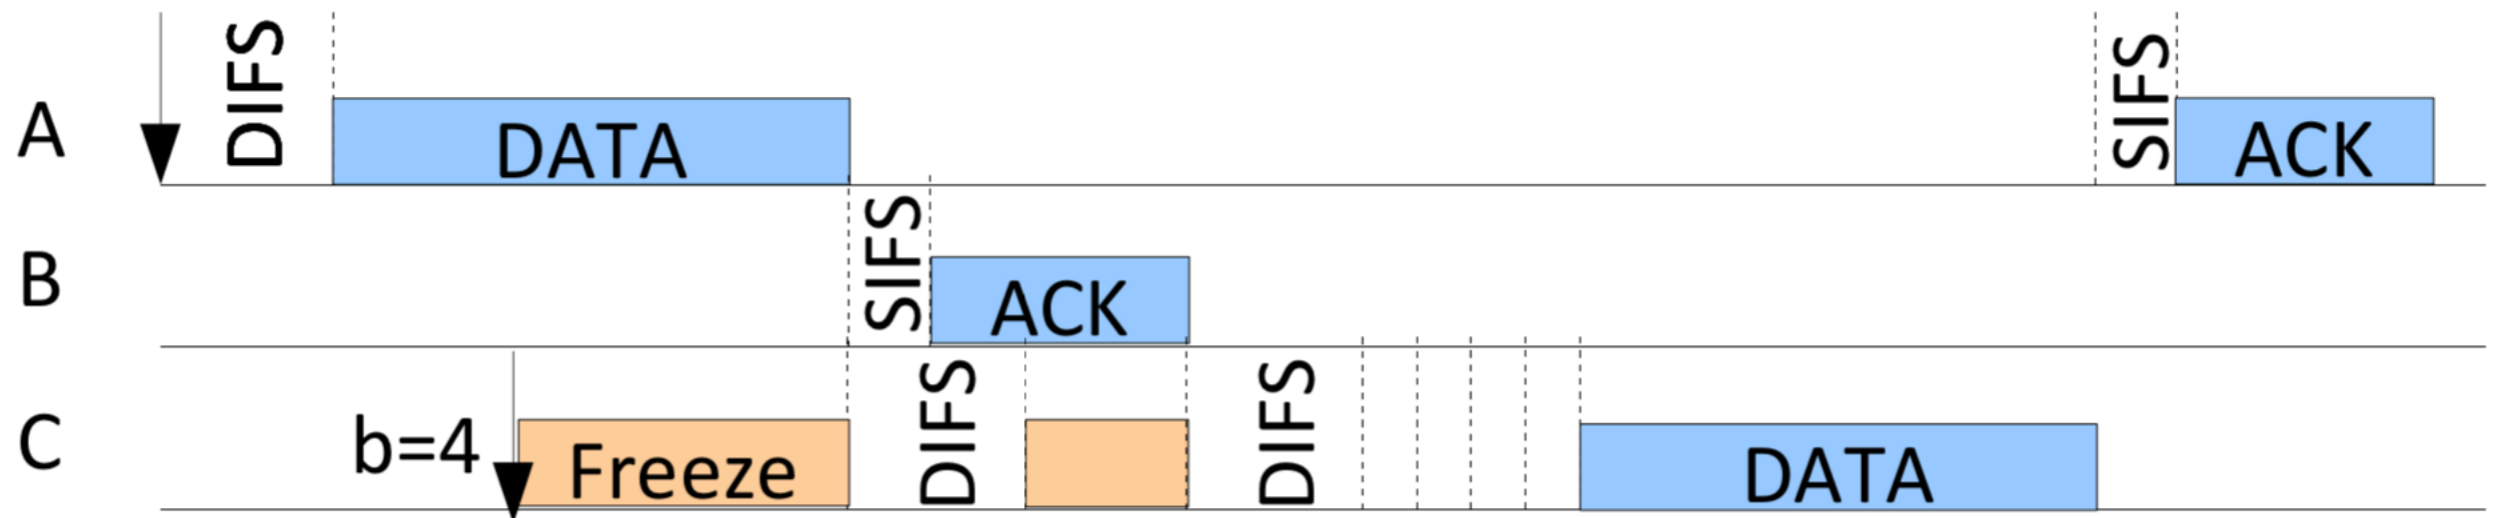 A
DIFS
DATA
SIFS
ACK
B
SIFS
ACK
C
b=4
Freeze
DIFS
DIFS
DATA